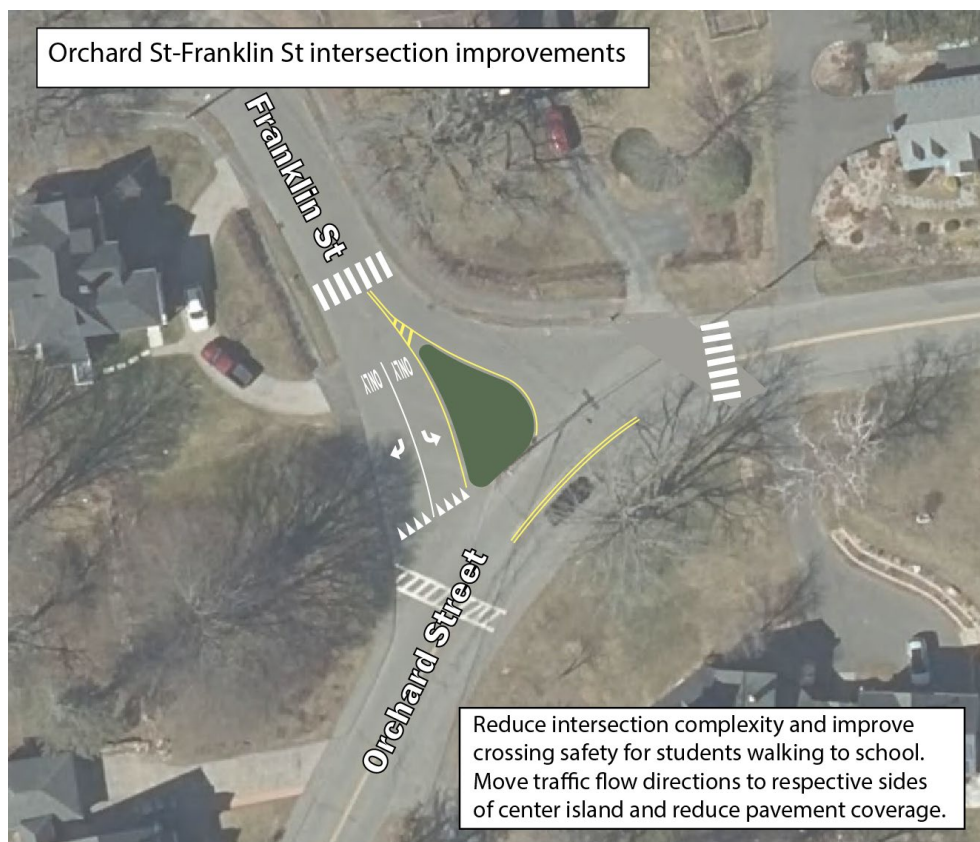 Orchard St-Franklin St intersection improvements
Franklin St
ONLY
ONLY
Orchard Street
Reduce intersection complexity and improve
crossing safety for students walking to school.
Move traffic flow directions to respective sides
of center island and reduce pavement coverage.